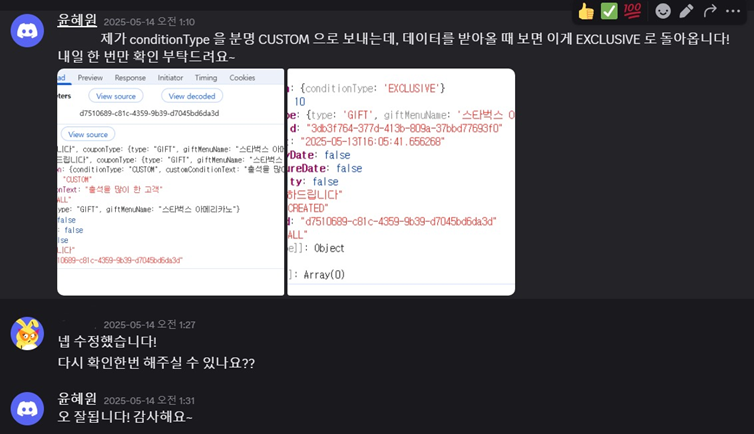 윤혜원 2025-05-14 오전 1:10
제가 conditionType 을 분명 CUSTOM 으로 보내는데, 데이터를 받아올 때 보면 이게 EXCLUSIVE 로 돌아옵니다!
내일 한 번만 확인 부탁드려요~
ad Preview Response Initiator Timing Cookies
View source View decoded
d7510689-c81c-4359-9b39-d7045bd6da3d
View source
니다", couponType: {type: "GIFT", giftMenuName: "스타벅스 아메
드립니다", couponType: {type: "GIFT", giftMenuName: "스타벅스
on: {conditionType: "CUSTOM", customConditionText: "출석을 많이
"CUSTOM"
onText: "출석을 많이 한 고객"
ALL"
type: "GIFT", giftMenuName: "스타벅스 아메리카노"}
false
: false
lse
니다"
10689-c81c-4359-9b39-d7045bd6da3d"
: {conditionType: 'EXCLUSIVE'}
10
e: {type: 'GIFT', giftMenuName: '스타벅스 아
d: "3db3f764-377d-413b-809a-37bbd77693f0"
: "2025-05-13T16:05:41.656268"
yDate: false
ureDate: false
ity: false
하드립니다"
CREATED"
d: "d7510689-c81c-4359-9b39-d7045bd6da3d"
ALL"
e]]: Object
]: Array(0)
2025-05-14 오전 1:27
넵 수정했습니다!
다시 확인한번 해주실 수 있나요??
윤혜원 2025-05-14 오전 1:31
오 잘됩니다! 감사해요~